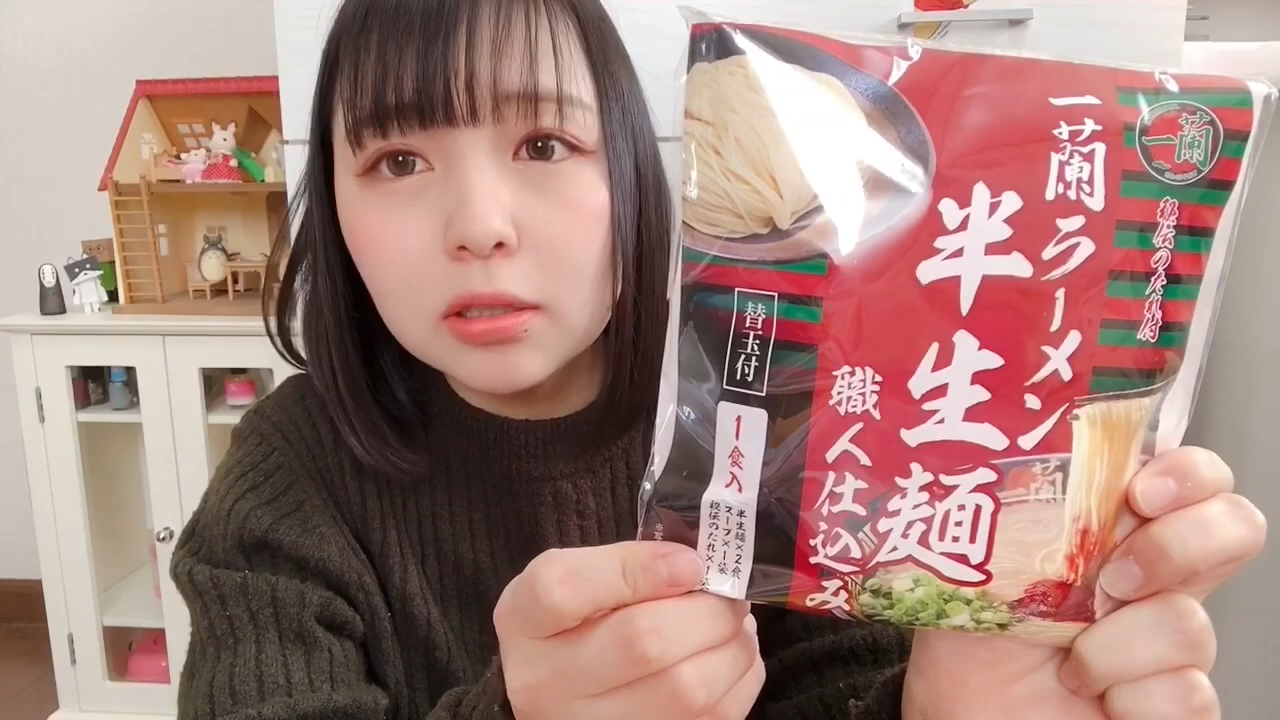 一蘭
秘伝のたれ付
一蘭ラーメン
半生麺
職人仕込み
替玉付
1食入
半生麺×2食
スープ×1袋
秘伝のたれ×1袋
一蘭